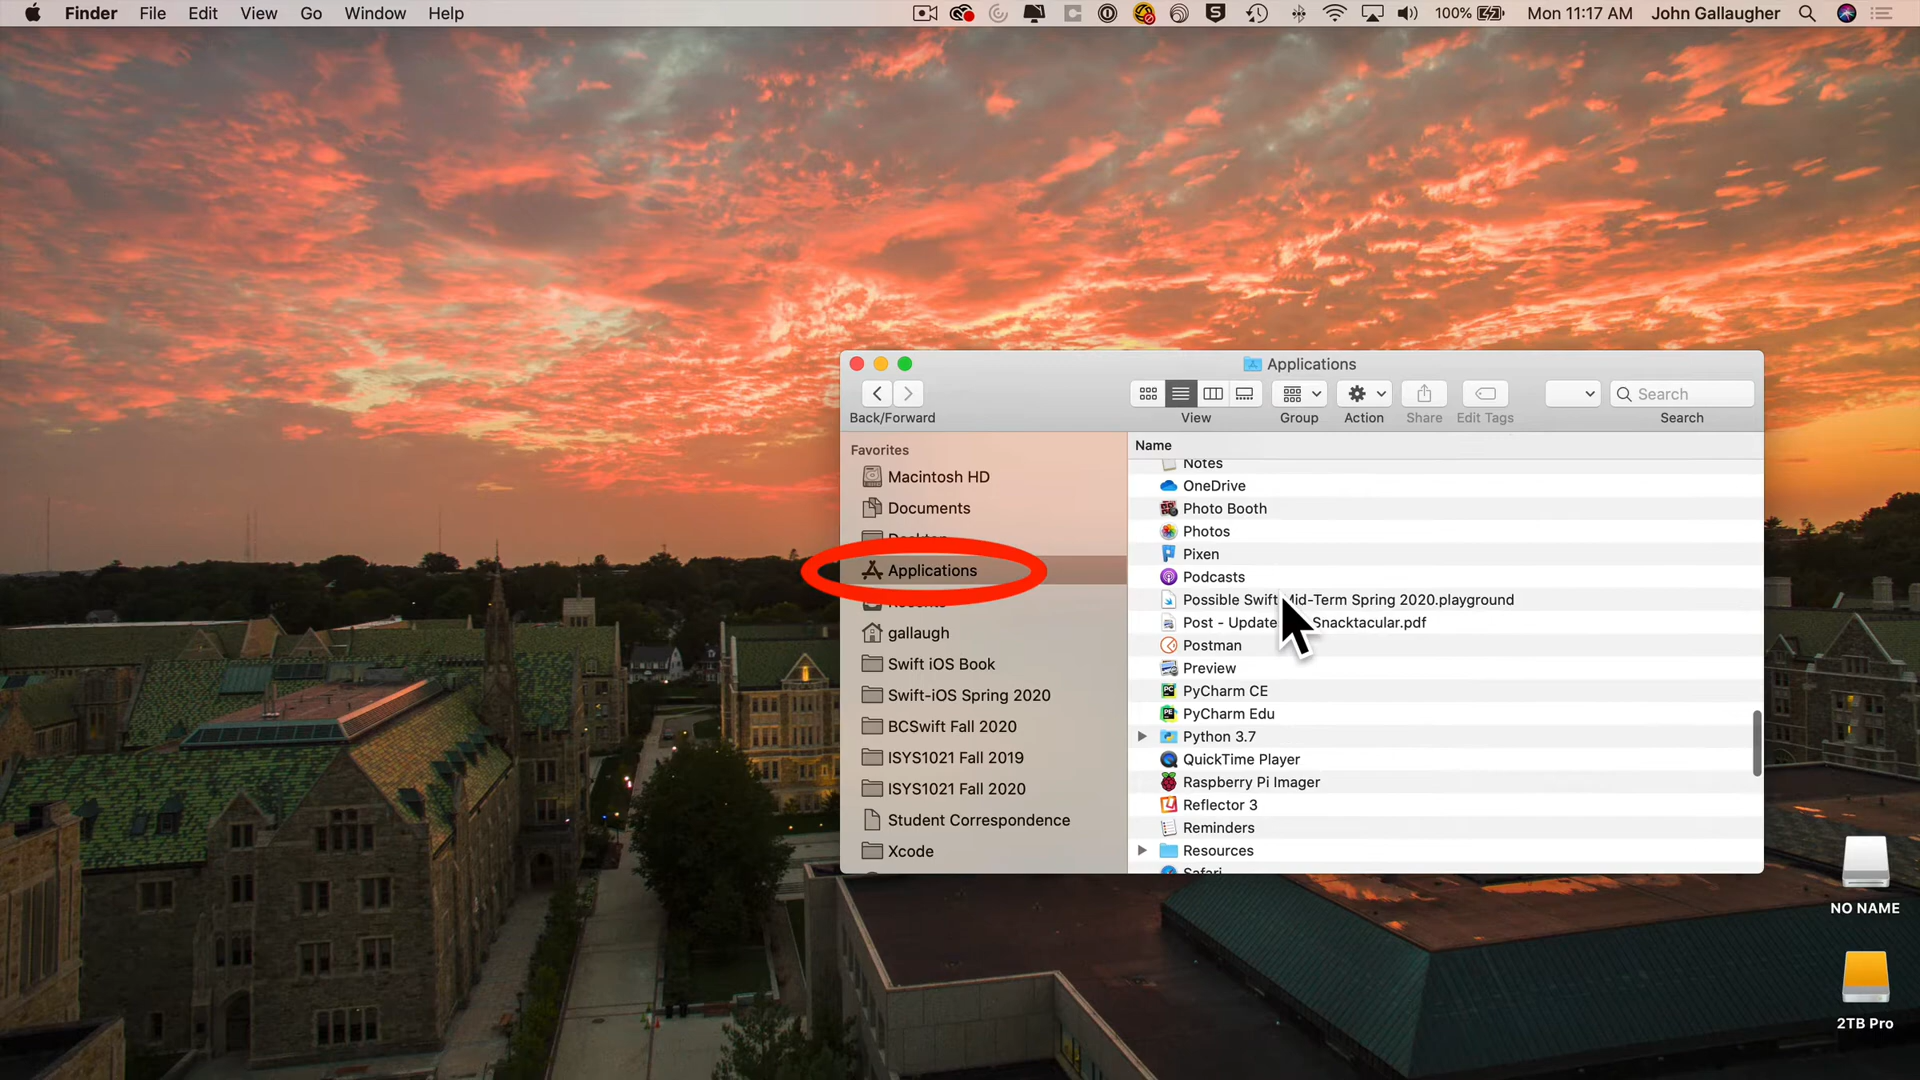 Finder File Edit View Go Window Help 100% Mon 11:17 AM John Gallaugher
Applications
Search
Back/Forward View Group Action Share Edit Tags Search
Favorites
Macintosh HD
Documents
Desktop
Applications
Recents
gallaugh
Swift iOS Book
Swift-iOS Spring 2020
BCSwift Fall 2020
ISYS1021 Fall 2019
ISYS1021 Fall 2020
Student Correspondence
Xcode
Name
Notes
OneDrive
Photo Booth
Photos
Pixen
Podcasts
Possible Swift Mid-Term Spring 2020.playground
Post - Update Snacktacular.pdf
Postman
Preview
PyCharm CE
PyCharm Edu
Python 3.7
QuickTime Player
Raspberry Pi Imager
Reflector 3
Reminders
Resources
Safari
NO NAME
2TB Pro